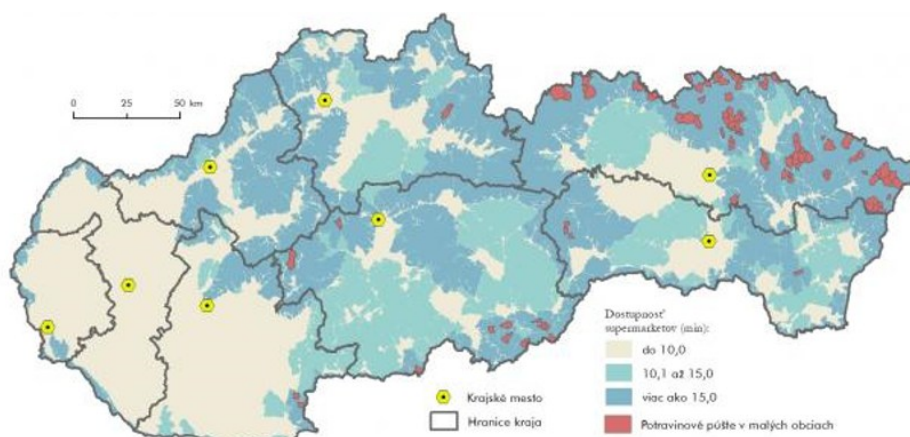 0 25 50 km
Dostupnosť
supermarketov (min):
do 10,0
10,1 až 15,0
viac ako 15,0
Potravinové púšte v malých obciach
Krajské mesto
Hranice kraja